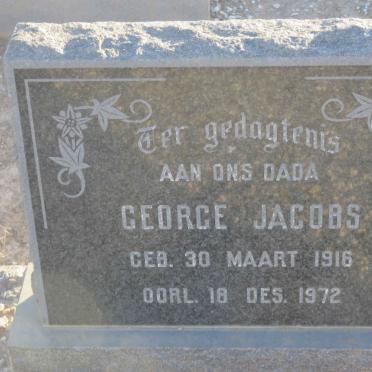 Ter gedagtenis
AAN ONS DADA
GEORGE JACOBS
GEB. 30 MAART 1916
OORL. 18 DES. 1972